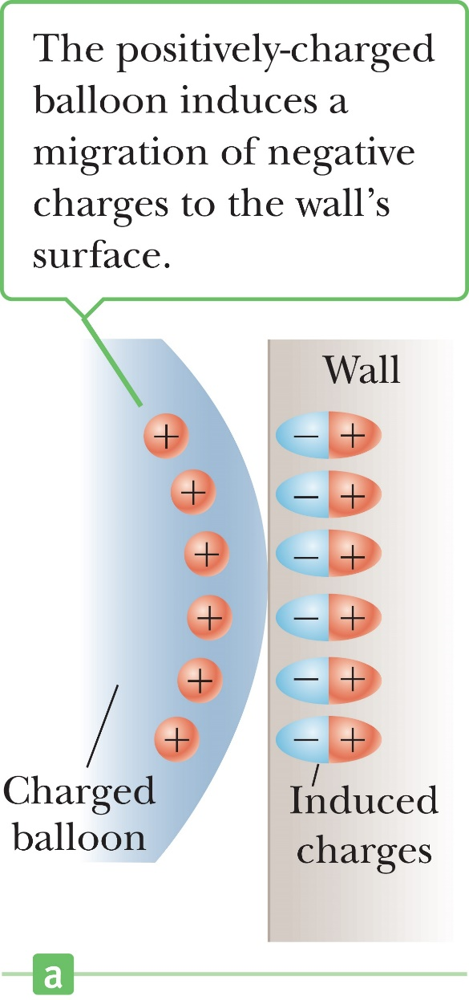 The positively-charged
balloon induces a
migration of negative
charges to the wall’s
surface.
Wall
+ − +
+ − +
+ − +
+ − +
+ − +
+ − +
Charged
balloon
Induced
charges
a